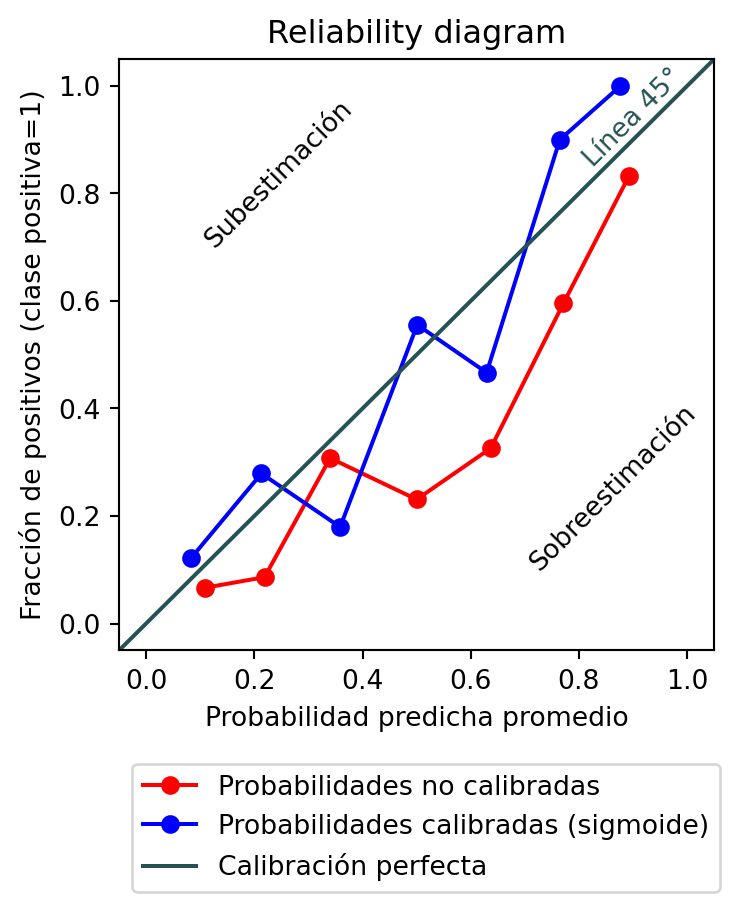 Reliability diagram
Fracción de positivos (clase positiva=1)
1.0
0.8
0.6
0.4
0.2
0.0
Subestimación
Línea 45°
Sobreestimación
0.0 0.2 0.4 0.6 0.8 1.0
Probabilidad predicha promedio
Probabilidades no calibradas
Probabilidades calibradas (sigmoide)
Calibración perfecta